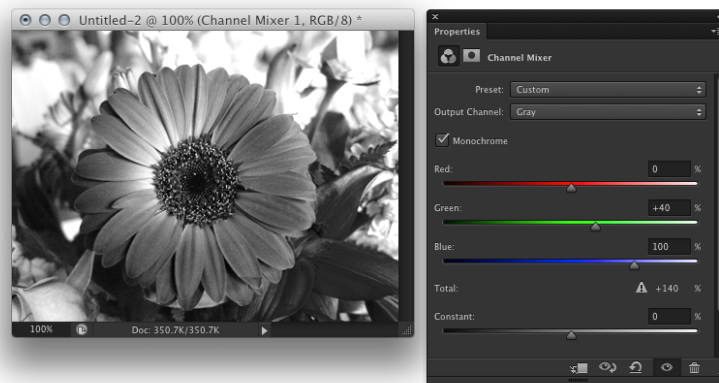 Untitled-2 @ 100% (Channel Mixer 1, RGB/8) *
100%
Doc: 350.7K/350.7K
Properties
Channel Mixer
Preset: Custom
Output Channel: Gray
Monochrome
Red: 0 %
Green: +40 %
Blue: 100 %
Total: +140 %
Constant: 0 %